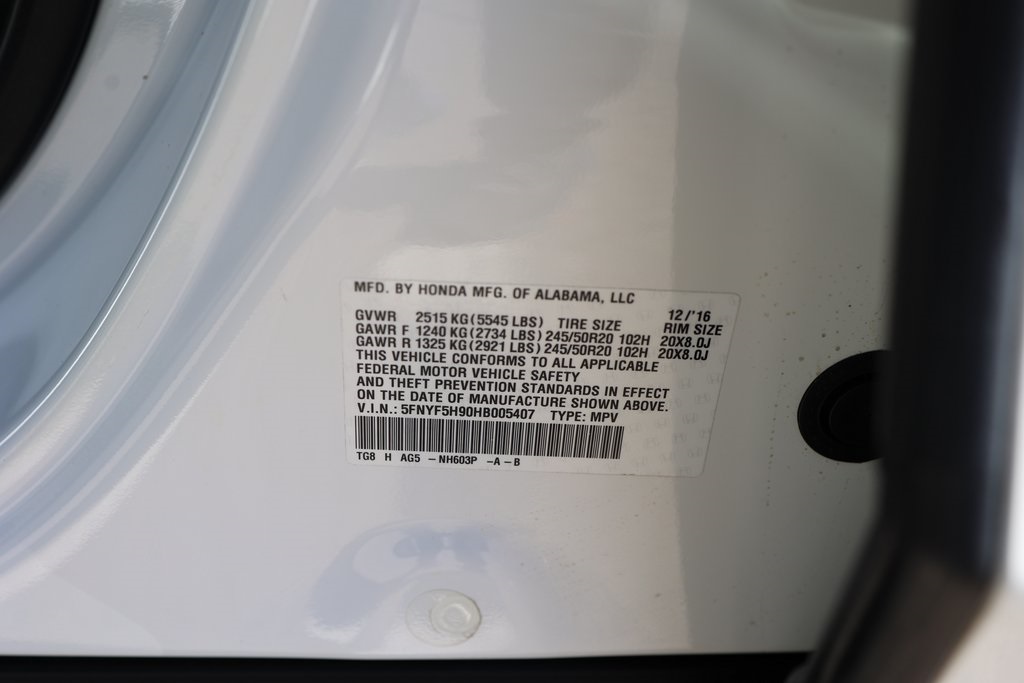 MFD. BY HONDA MFG. OF ALABAMA, LLC
12/'16
GVWR 2515 KG(5545 LBS) TIRE SIZE RIM SIZE
GAWR F 1240 KG(2734 LBS)245/50R20 102H 20X8.0J
GAWR R 1325 KG(2921 LBS)245/50R20 102H 20X8.0J
THIS VEHICLE CONFORMS TO ALL APPLICABLE
FEDERAL MOTOR VEHICLE SAFETY
AND THEFT PREVENTION STANDARDS IN EFFECT
ON THE DATE OF MANUFACTURE SHOWN ABOVE.
V.I.N.: 5FNYF5H90HB005407 TYPE: MPV
TG8 H AG5 -NH603P -A-B